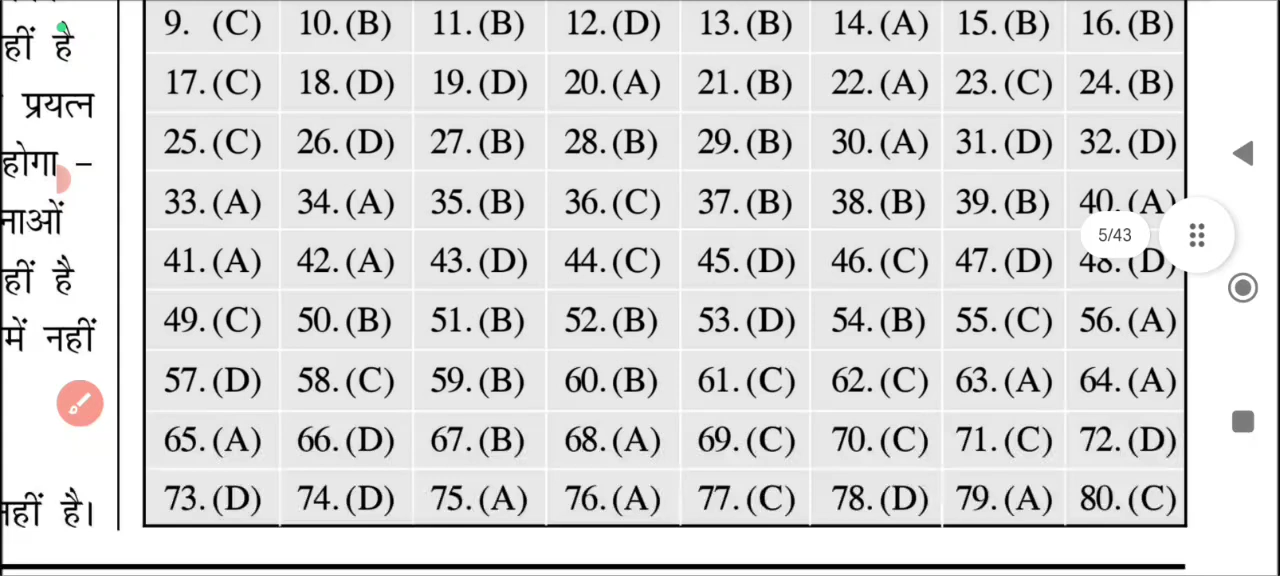 हीं है
प्रयत्न
होगा –
नाओं
हीं है
में नहीं
नहीं है।
9. (C) 10. (B) 11. (B) 12. (D) 13. (B) 14. (A) 15. (B) 16. (B)
17. (C) 18. (D) 19. (D) 20. (A) 21. (B) 22. (A) 23. (C) 24. (B)
25. (C) 26. (D) 27. (B) 28. (B) 29. (B) 30. (A) 31. (D) 32. (D)
33. (A) 34. (A) 35. (B) 36. (C) 37. (B) 38. (B) 39. (B) 40. (A)
41. (A) 42. (A) 43. (D) 44. (C) 45. (D) 46. (C) 47. (D) 48. (D)
49. (C) 50. (B) 51. (B) 52. (B) 53. (D) 54. (B) 55. (C) 56. (A)
57. (D) 58. (C) 59. (B) 60. (B) 61. (C) 62. (C) 63. (A) 64. (A)
65. (A) 66. (D) 67. (B) 68. (A) 69. (C) 70. (C) 71. (C) 72. (D)
73. (D) 74. (D) 75. (A) 76. (A) 77. (C) 78. (D) 79. (A) 80. (C)
5/43